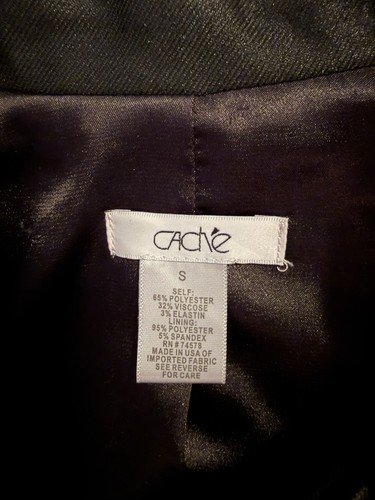 CACHÉ
S
SELF:
65% POLYESTER
32% VISCOSE
3% ELASTIN
LINING:
95% POLYESTER
5% SPANDEX
RN # 74578
MADE IN USA OF
IMPORTED FABRIC
SEE REVERSE
FOR CARE